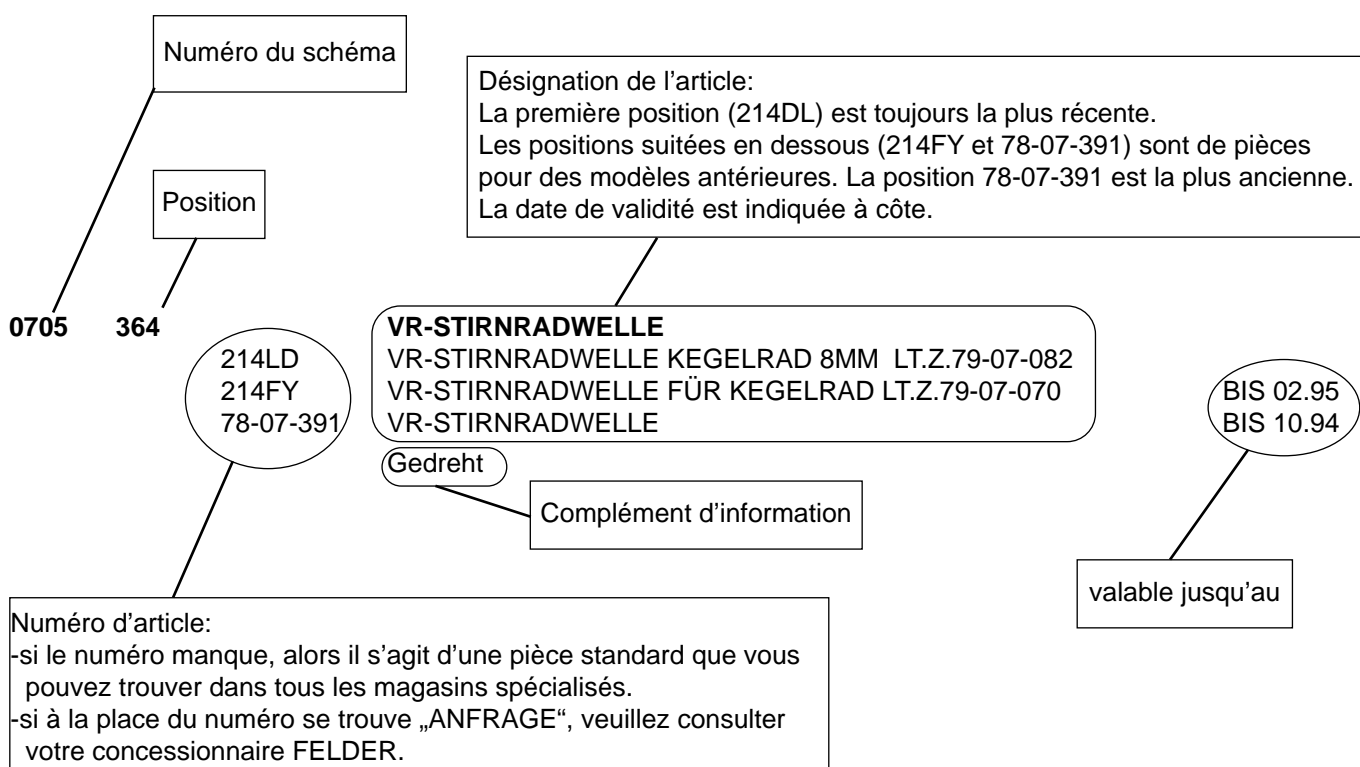 Numéro du schéma
Désignation de l'article:
La première position (214DL) est toujours la plus récente.
Les positions suitées en dessous (214FY et 78-07-391) sont de pièces
pour des modèles antérieures. La position 78-07-391 est la plus ancienne.
La date de validité est indiquée à côte.
Position
0705 364 VR-STIRNRADWELLE
214LD VR-STIRNRADWELLE KEGELRAD 8MM LT.Z.79-07-082
214FY VR-STIRNRADWELLE FÜR KEGELRAD LT.Z.79-07-070 BIS 02.95
78-07-391 VR-STIRNRADWELLE BIS 10.94
Gedreht
Complément d'information
valable jusqu'au
Numéro d'article:
-si le numéro manque, alors il s'agit d'une pièce standard que vous
pouvez trouver dans tous les magasins spécialisés.
-si à la place du numéro se trouve „ANFRAGE“, veuillez consulter
votre concessionnaire FELDER.